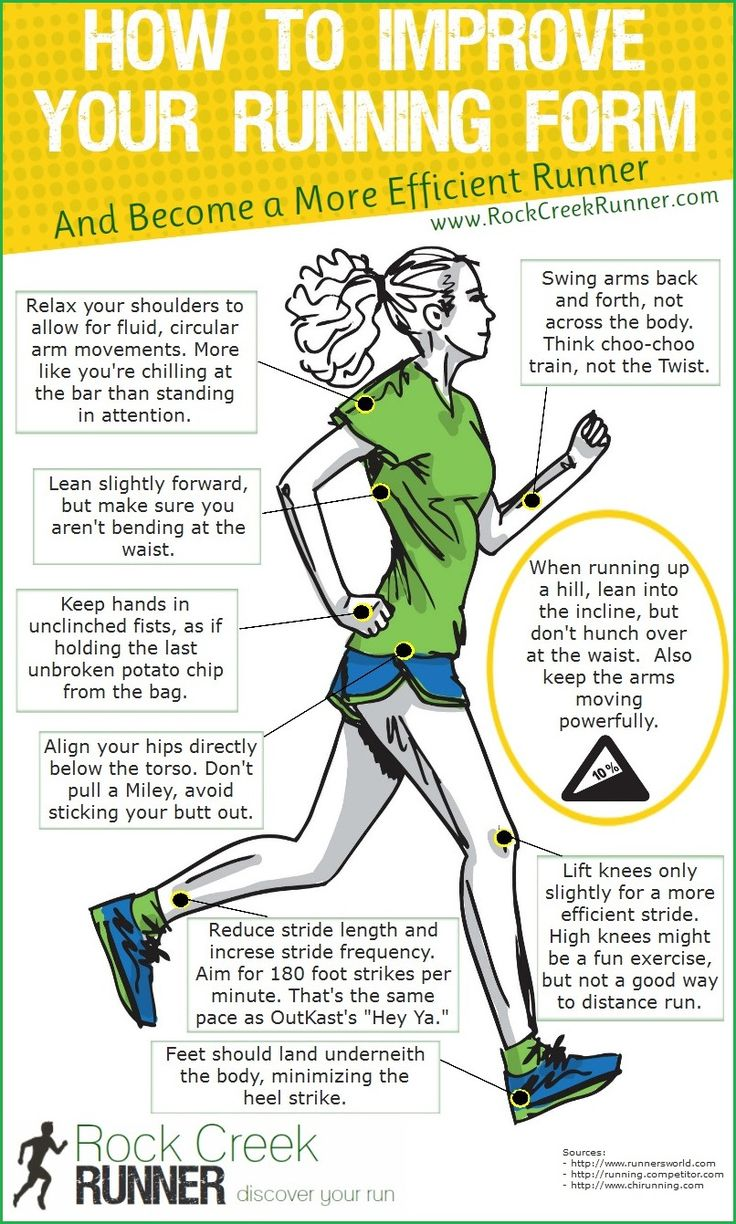 HOW TO IMPROVE
YOUR RUNNING FORM
And Become a More Efficient Runner
www.RockCreekRunner.com
Relax your shoulders to
allow for fluid, circular
arm movements. More
like you're chilling at
the bar than standing
in attention.
Swing arms back
and forth, not
across the body.
Think choo-choo
train, not the Twist.
Lean slightly forward,
but make sure you
aren't bending at the
waist.
Keep hands in
unclinched fists, as if
holding the last
unbroken potato chip
from the bag.
When running up
a hill, lean into
the incline, but
don't hunch over
at the waist.  Also
keep the arms
moving
powerfully.
10%
Align your hips directly
below the torso. Don't
pull a Miley, avoid
sticking your butt out.
Lift knees only
slightly for a more
efficient stride.
High knees might
be a fun exercise,
but not a good way
to distance run.
Reduce stride length and
increse stride frequency.
Aim for 180 foot strikes per
minute. That's the same
pace as OutKast's "Hey Ya."
Feet should land underneith
the body, minimizing the
heel strike.
Rock Creek
RUNNER discover your run
Sources:
- http://www.runnersworld.com
- http://running.competitor.com
- http://www.chirunning.com